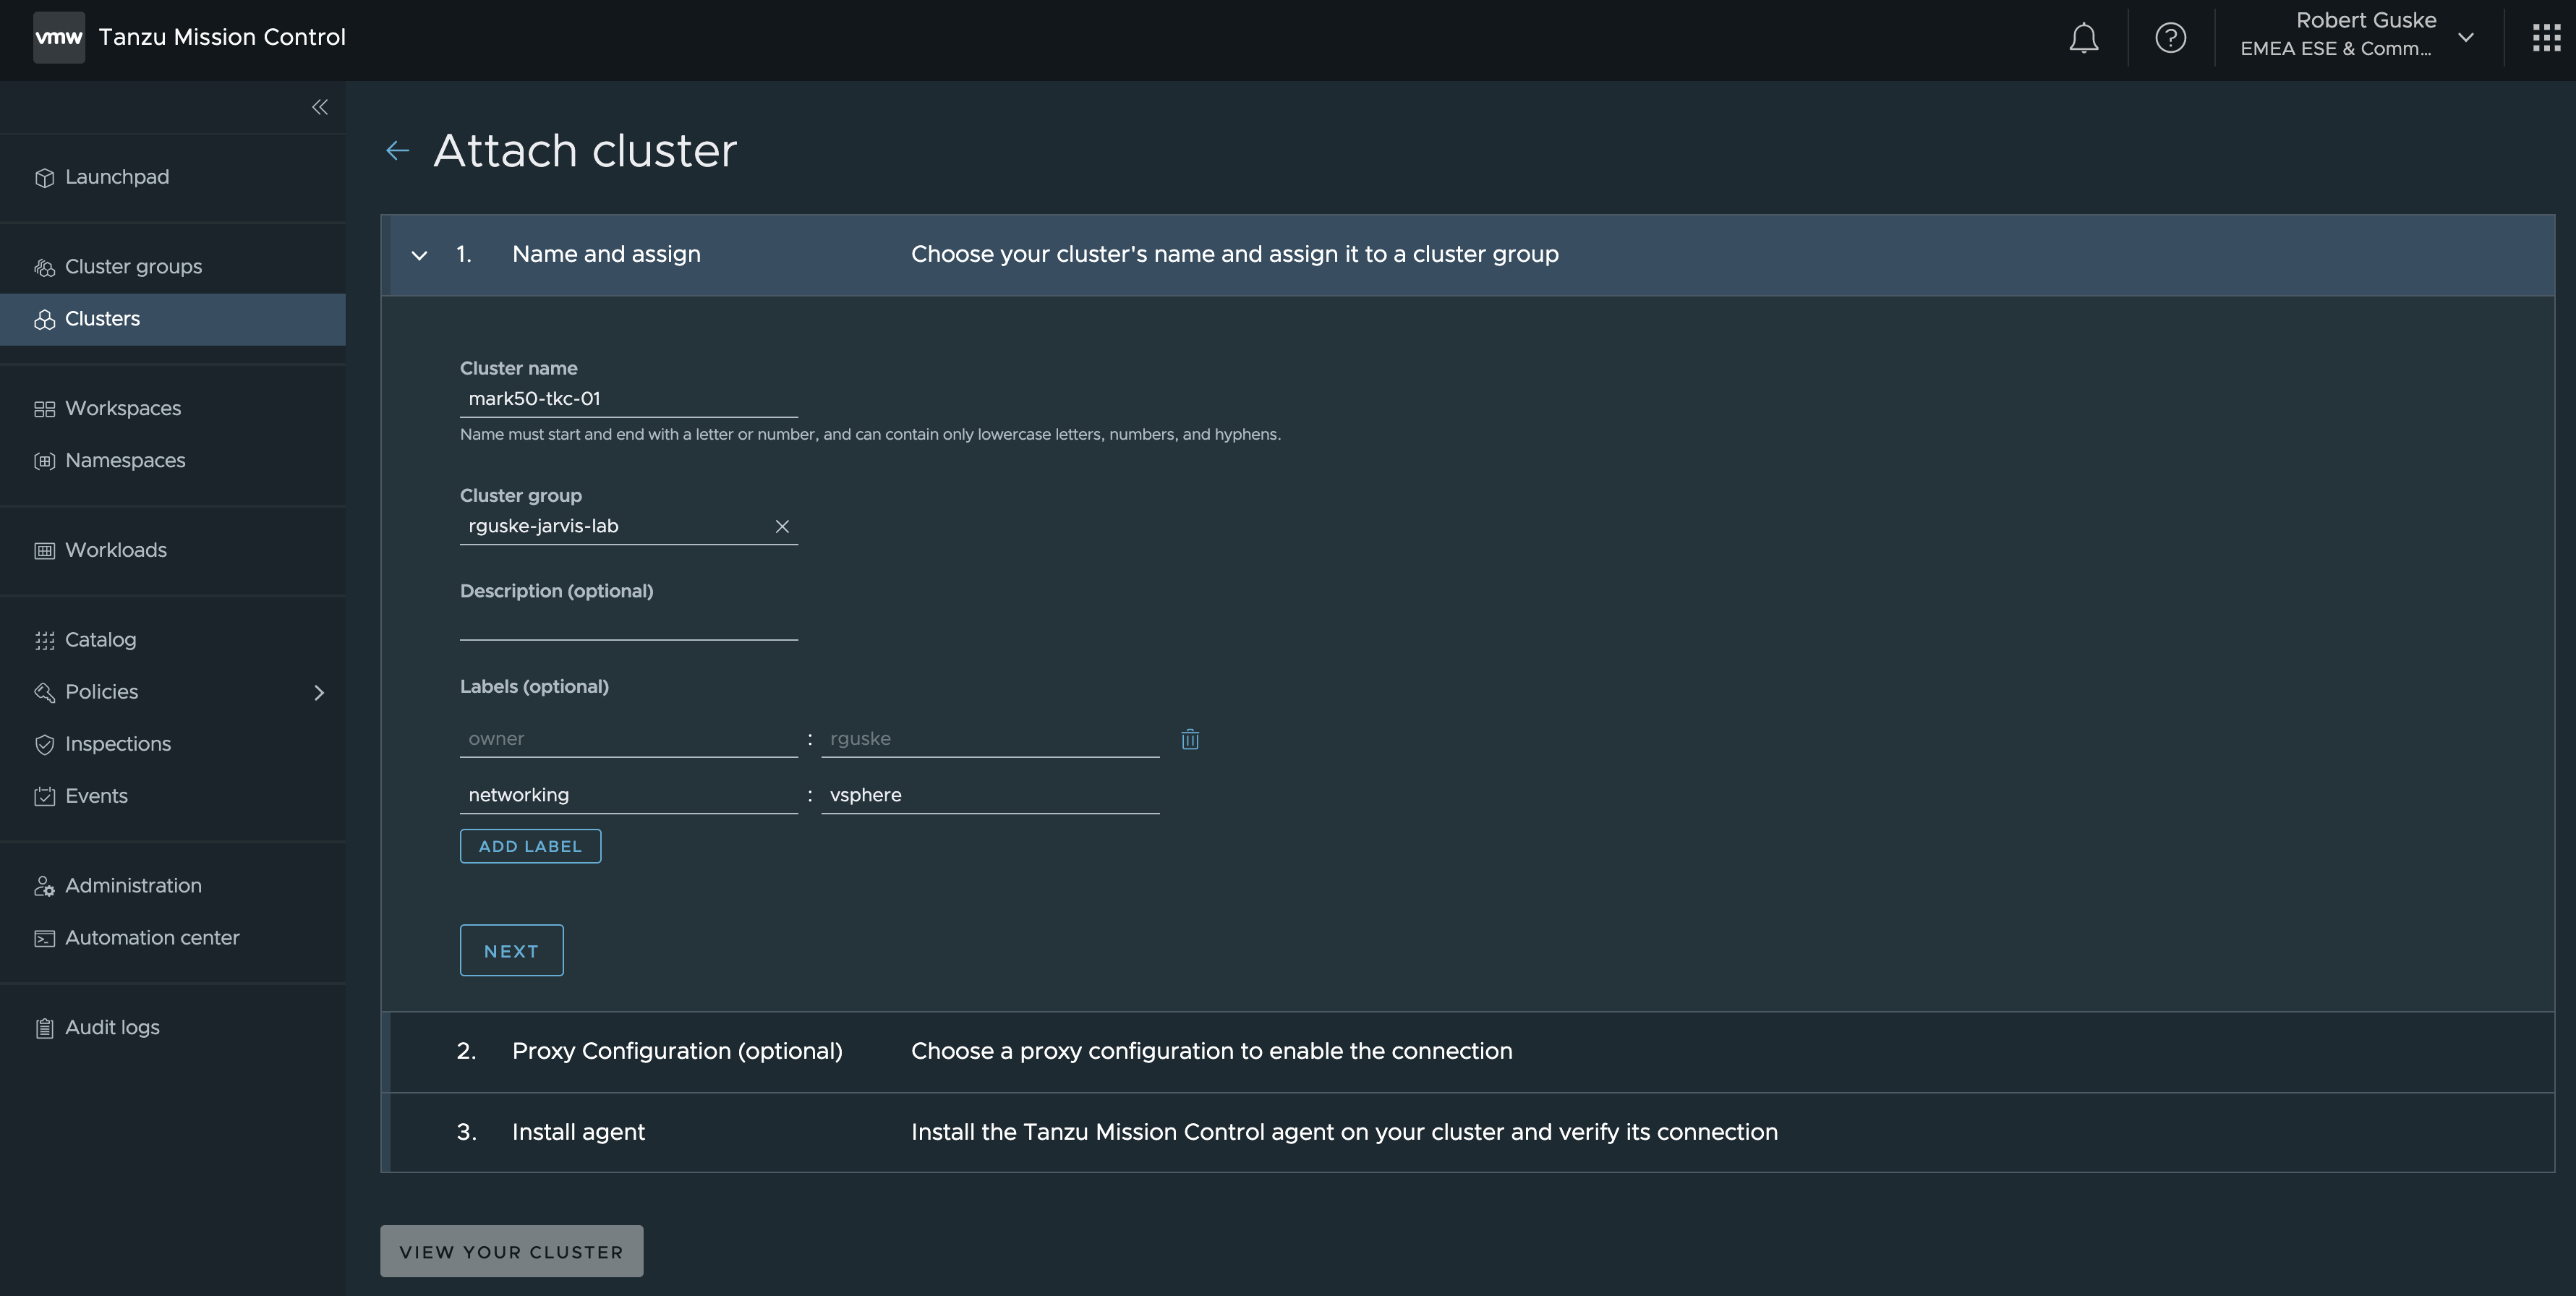 vmw Tanzu Mission Control
Robert Guske
EMEA ESE & Comm...
Launchpad
Cluster groups
Clusters
Workspaces
Namespaces
Workloads
Catalog
Policies
Inspections
Events
Administration
Automation center
Audit logs
Attach cluster
1. Name and assign Choose your cluster's name and assign it to a cluster group
Cluster name
mark50-tkc-01
Name must start and end with a letter or number, and can contain only lowercase letters, numbers, and hyphens.
Cluster group
rguske-jarvis-lab
Description (optional)
Labels (optional)
owner : rguske
networking : vsphere
ADD LABEL
NEXT
2. Proxy Configuration (optional) Choose a proxy configuration to enable the connection
3. Install agent Install the Tanzu Mission Control agent on your cluster and verify its connection
VIEW YOUR CLUSTER